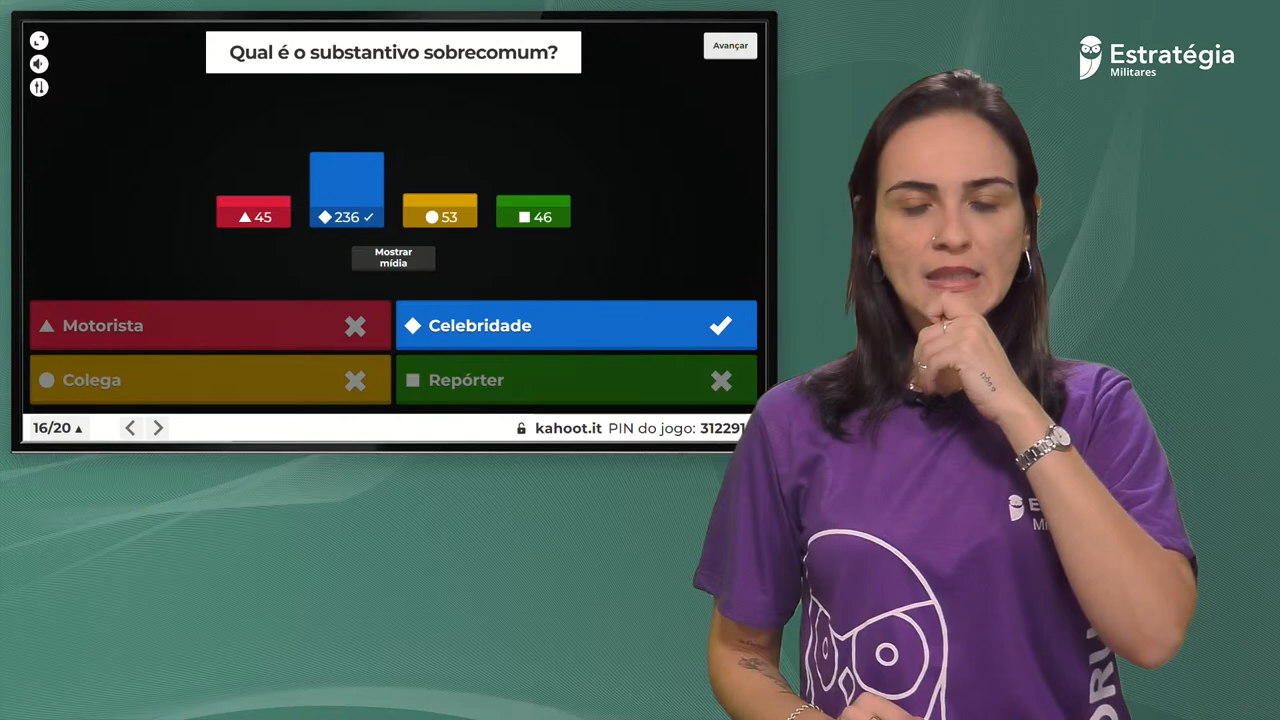 Qual é o substantivo sobrecomum?
Avançar
45
236
53
46
Mostrar
mídia
Motorista
Celebridade
Colega
Repórter
16/20
kahoot.it PIN do jogo: 312291
Estratégia
Militares